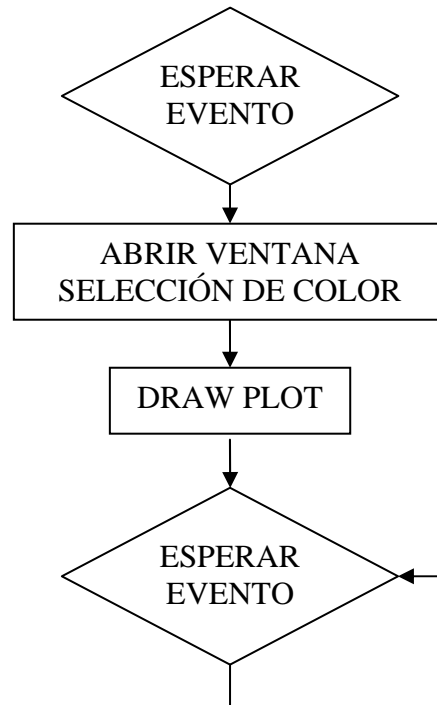 ESPERAR
EVENTO
ABRIR VENTANA
SELECCIÓN DE COLOR
DRAW PLOT
ESPERAR
EVENTO